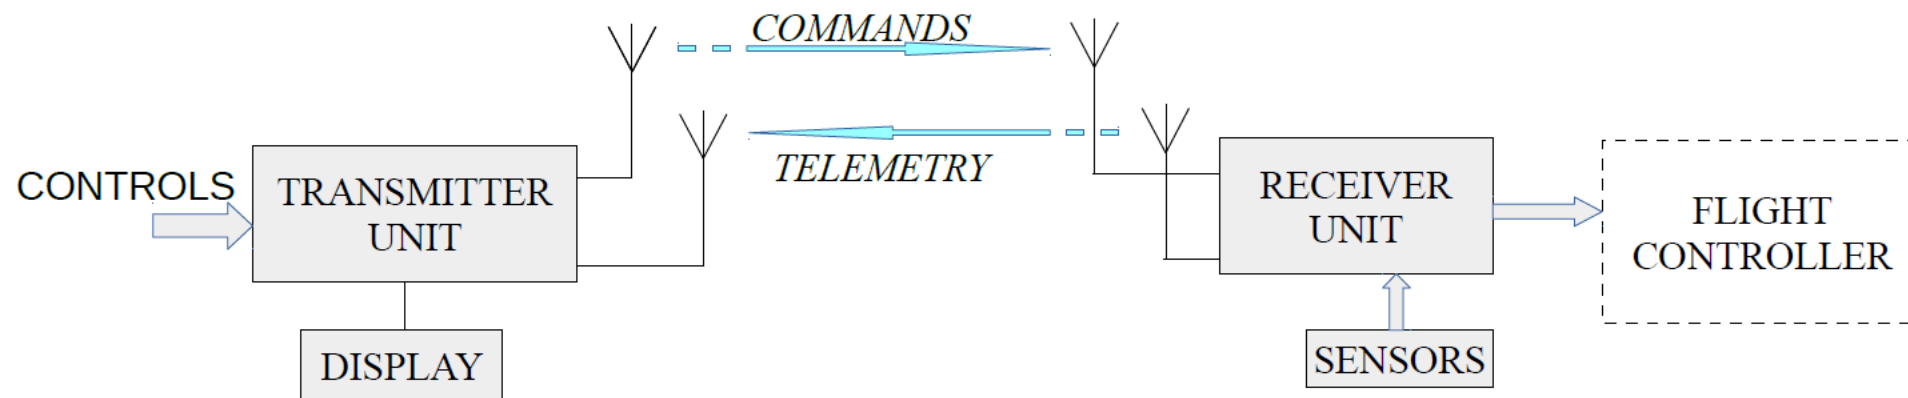 COMMANDS
TELEMETRY
CONTROLS
TRANSMITTER
UNIT
DISPLAY
RECEIVER
UNIT
SENSORS
FLIGHT
CONTROLLER